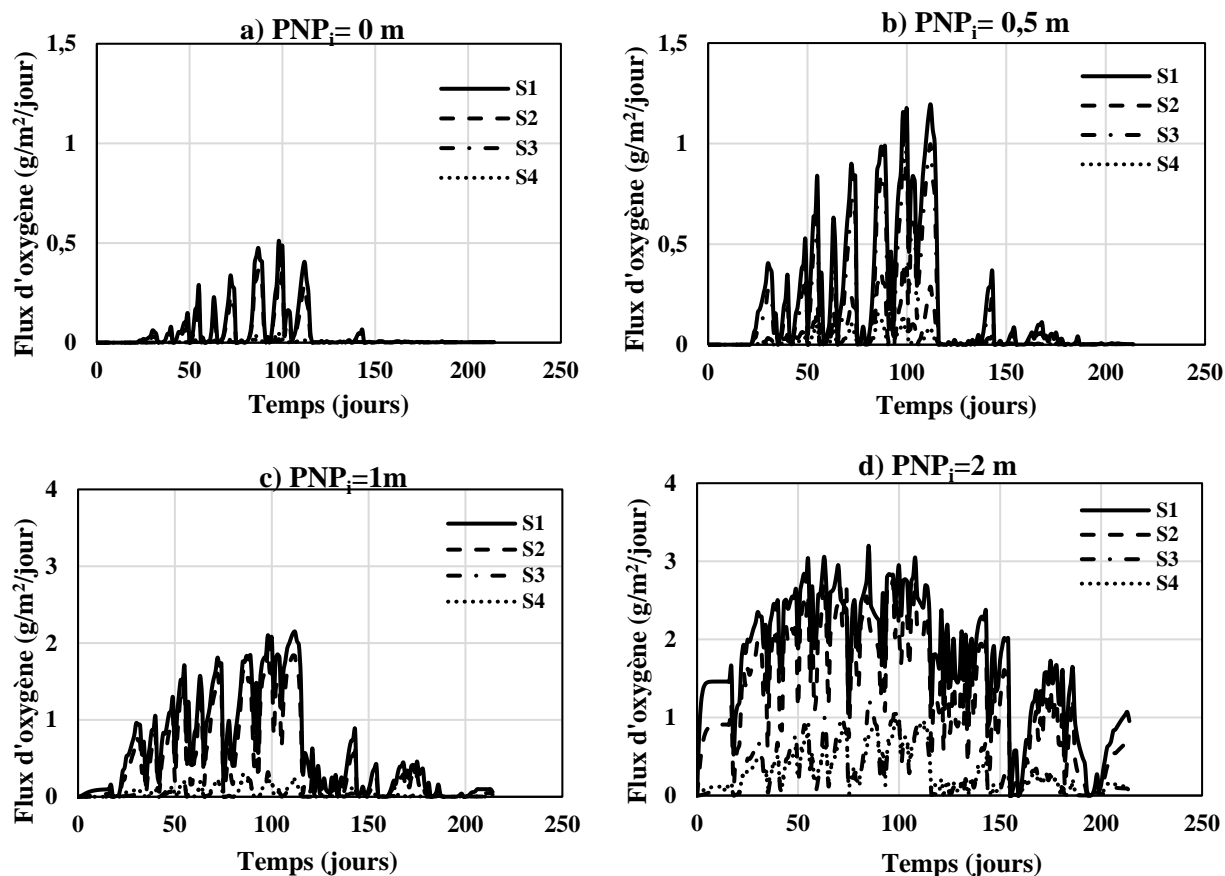 a) PNPi= 0 m
Flux d'oxygène (g/m²/jour)
1,5
1
0,5
0
0 50 100 150 200 250
Temps (jours)
S1
S2
S3
S4
b) PNPi= 0,5 m
Flux d'oxygène (g/m²/jour)
1,5
1
0,5
0
0 50 100 150 200 250
Temps (jours)
S1
S2
S3
S4
c) PNPi=1m
Flux d'oxygène (g/m²/jour)
4
3
2
1
0
0 50 100 150 200 250
Temps (jours)
S1
S2
S3
S4
d) PNPi=2 m
Flux d'oxygène (g/m²/jour)
4
3
2
1
0
0 50 100 150 200 250
Temps (jours)
S1
S2
S3
S4